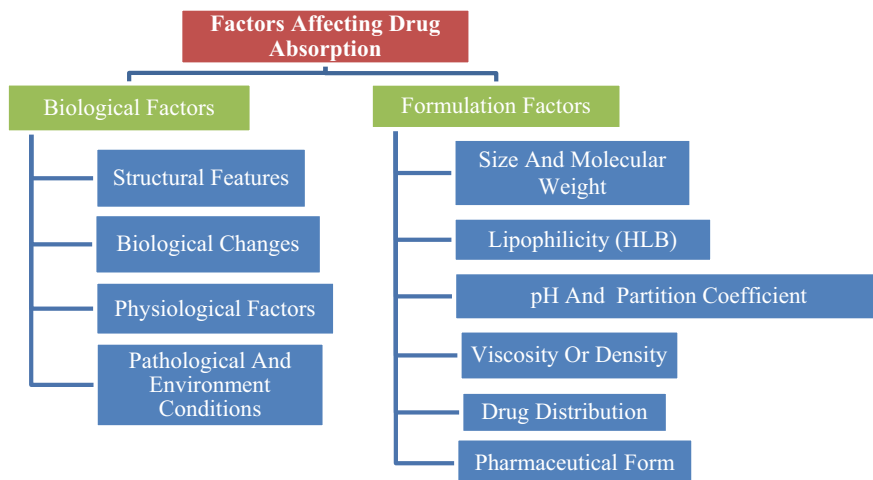 Factors Affecting Drug
Absorption
Biological Factors
Structural Features
Biological Changes
Physiological Factors
Pathological And
Environment
Conditions
Formulation Factors
Size And Molecular
Weight
Lipophilicity (HLB)
pH And Partition Coefficient
Viscosity Or Density
Drug Distribution
Pharmaceutical Form